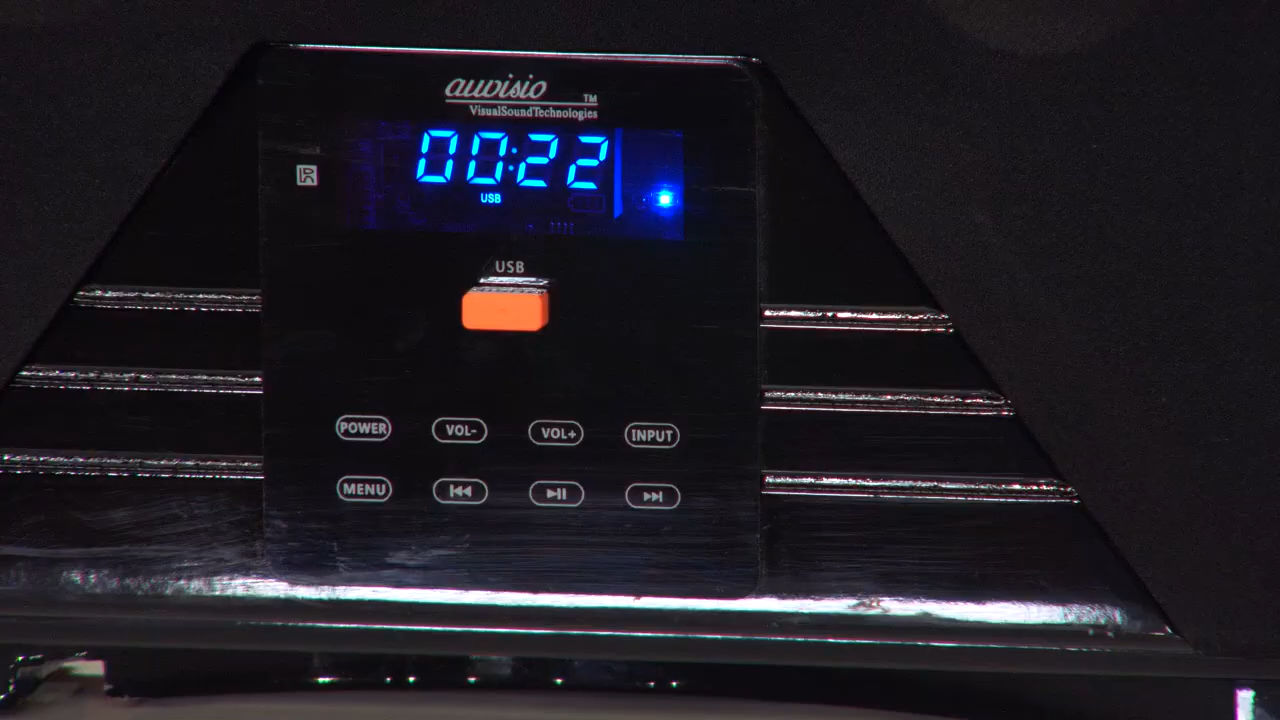 auvisio
TM
VisualSoundTechnologies
00:22
USB
USB
POWER VOL- VOL+ INPUT
MENU